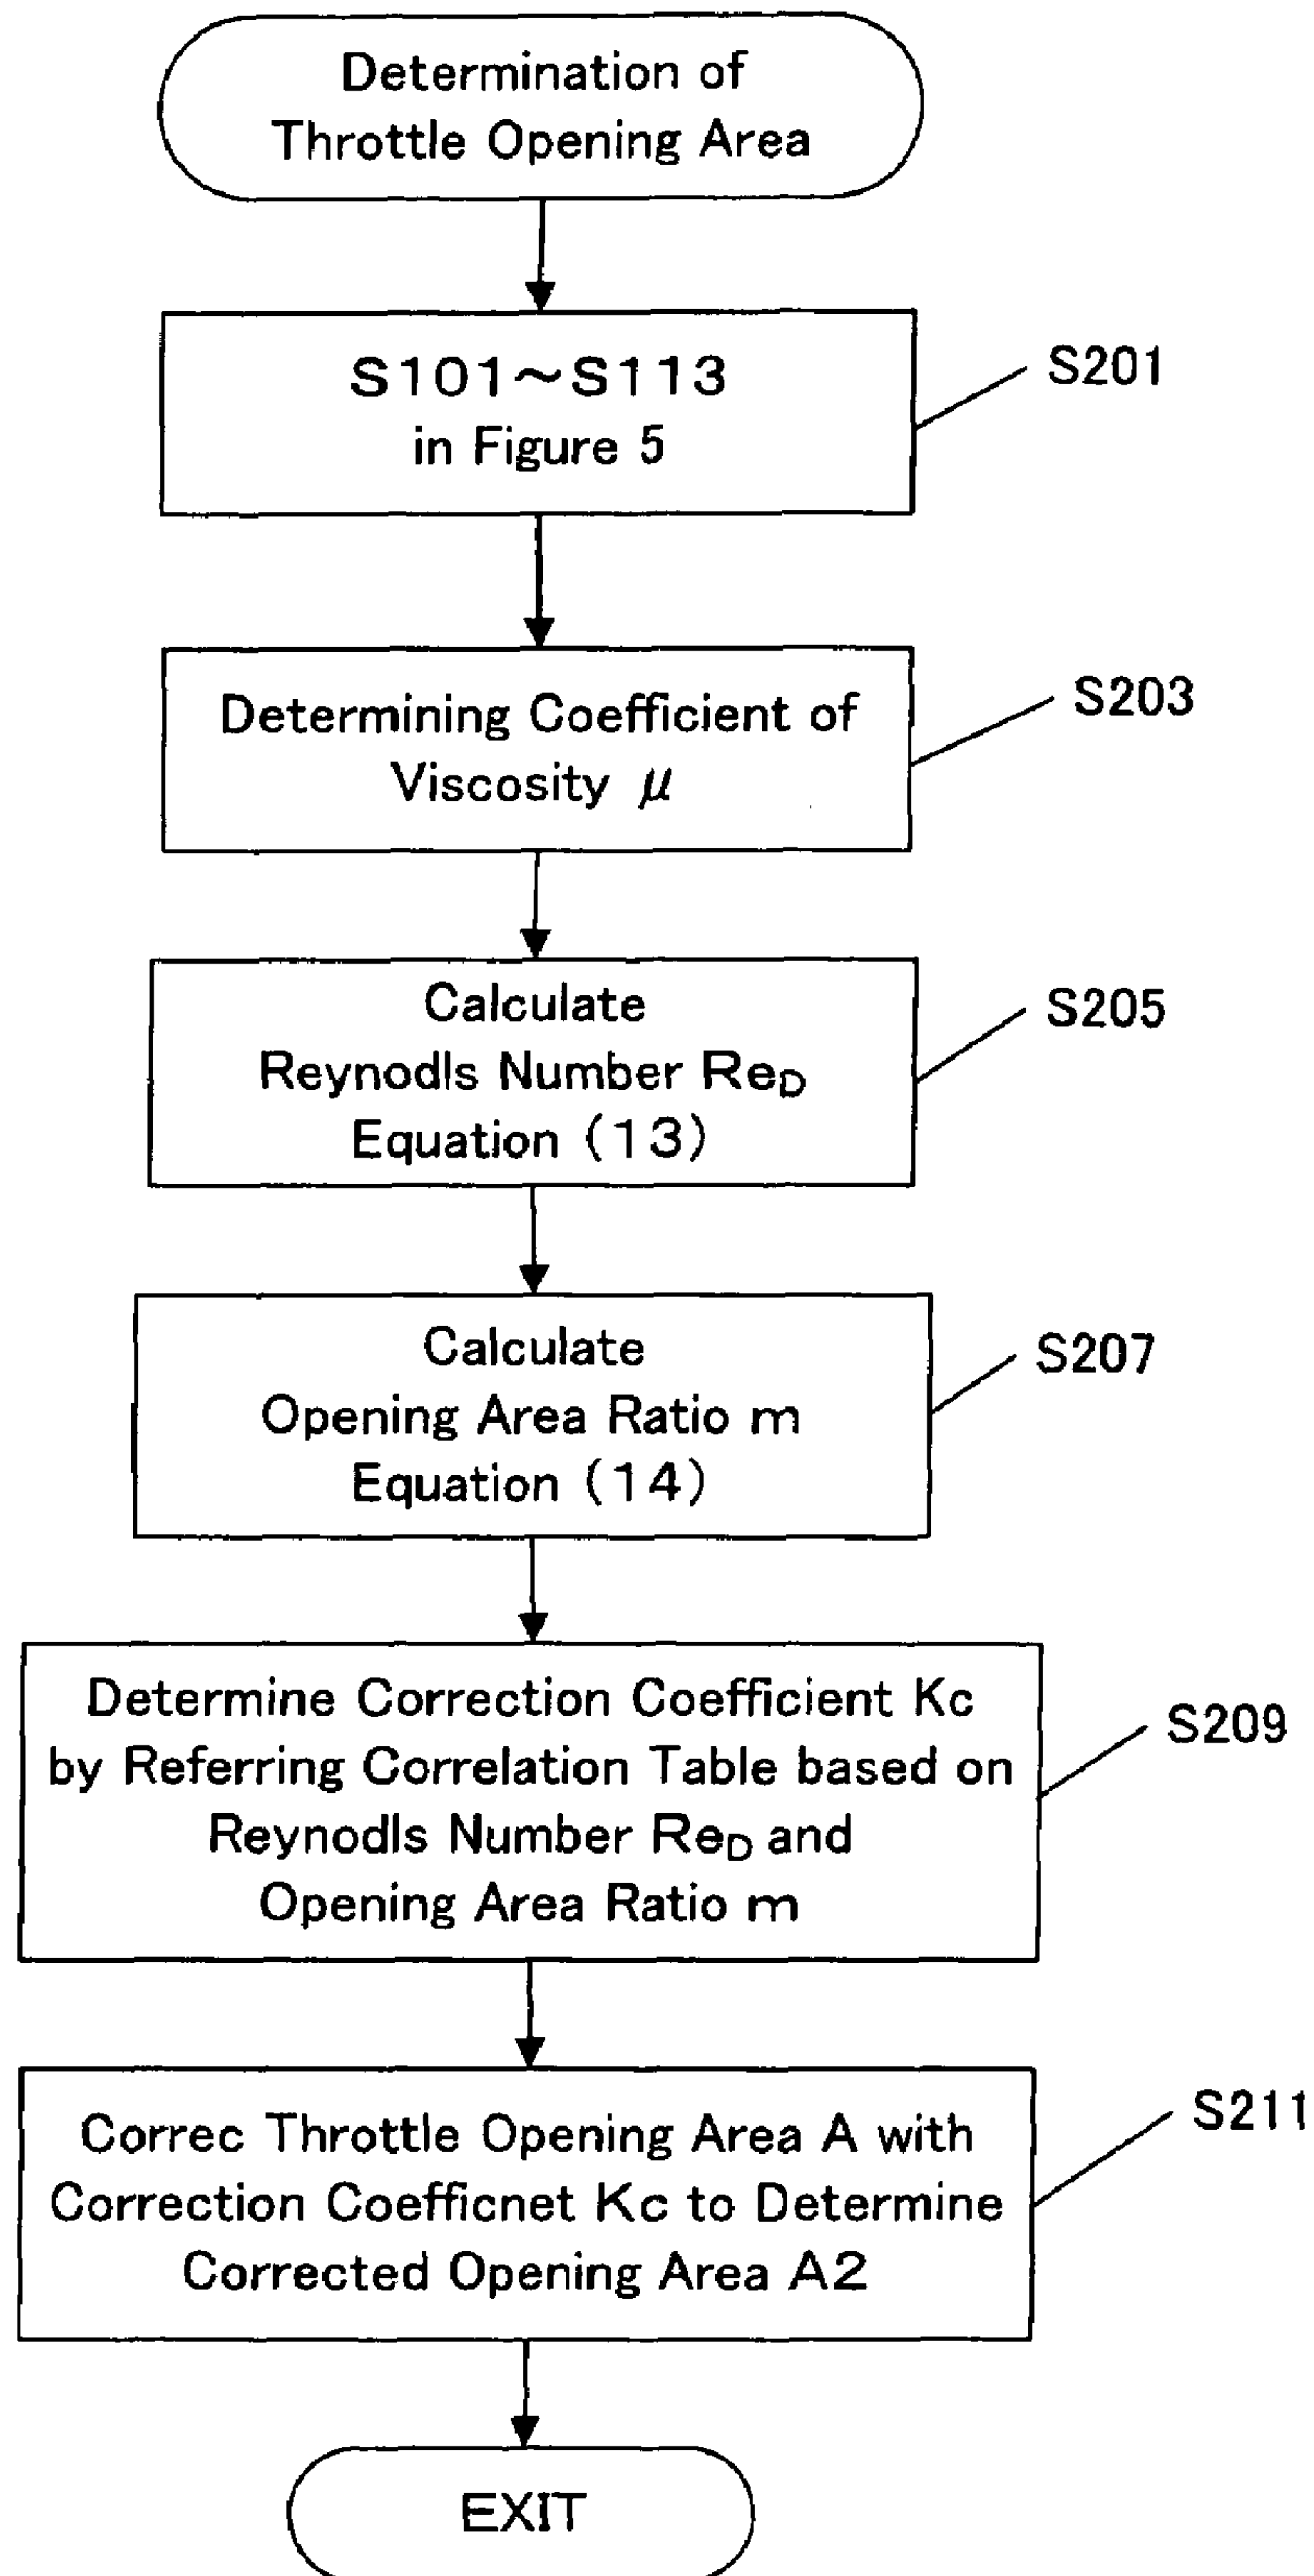 Determination of
Throttle Opening Area
S101~S113
in Figure 5
S201
Determining Coefficient of
Viscosity μ
S203
Calculate
Reynodls Number ReD
Equation (13)
S205
Calculate
Opening Area Ratio m
Equation (14)
S207
Determine Correction Coefficient Kc
by Referring Correlation Table based on
Reynodls Number ReD and
Opening Area Ratio m
S209
Correc Throttle Opening Area A with
Correction Coefficnet Kc to Determine
Corrected Opening Area A2
S211
EXIT